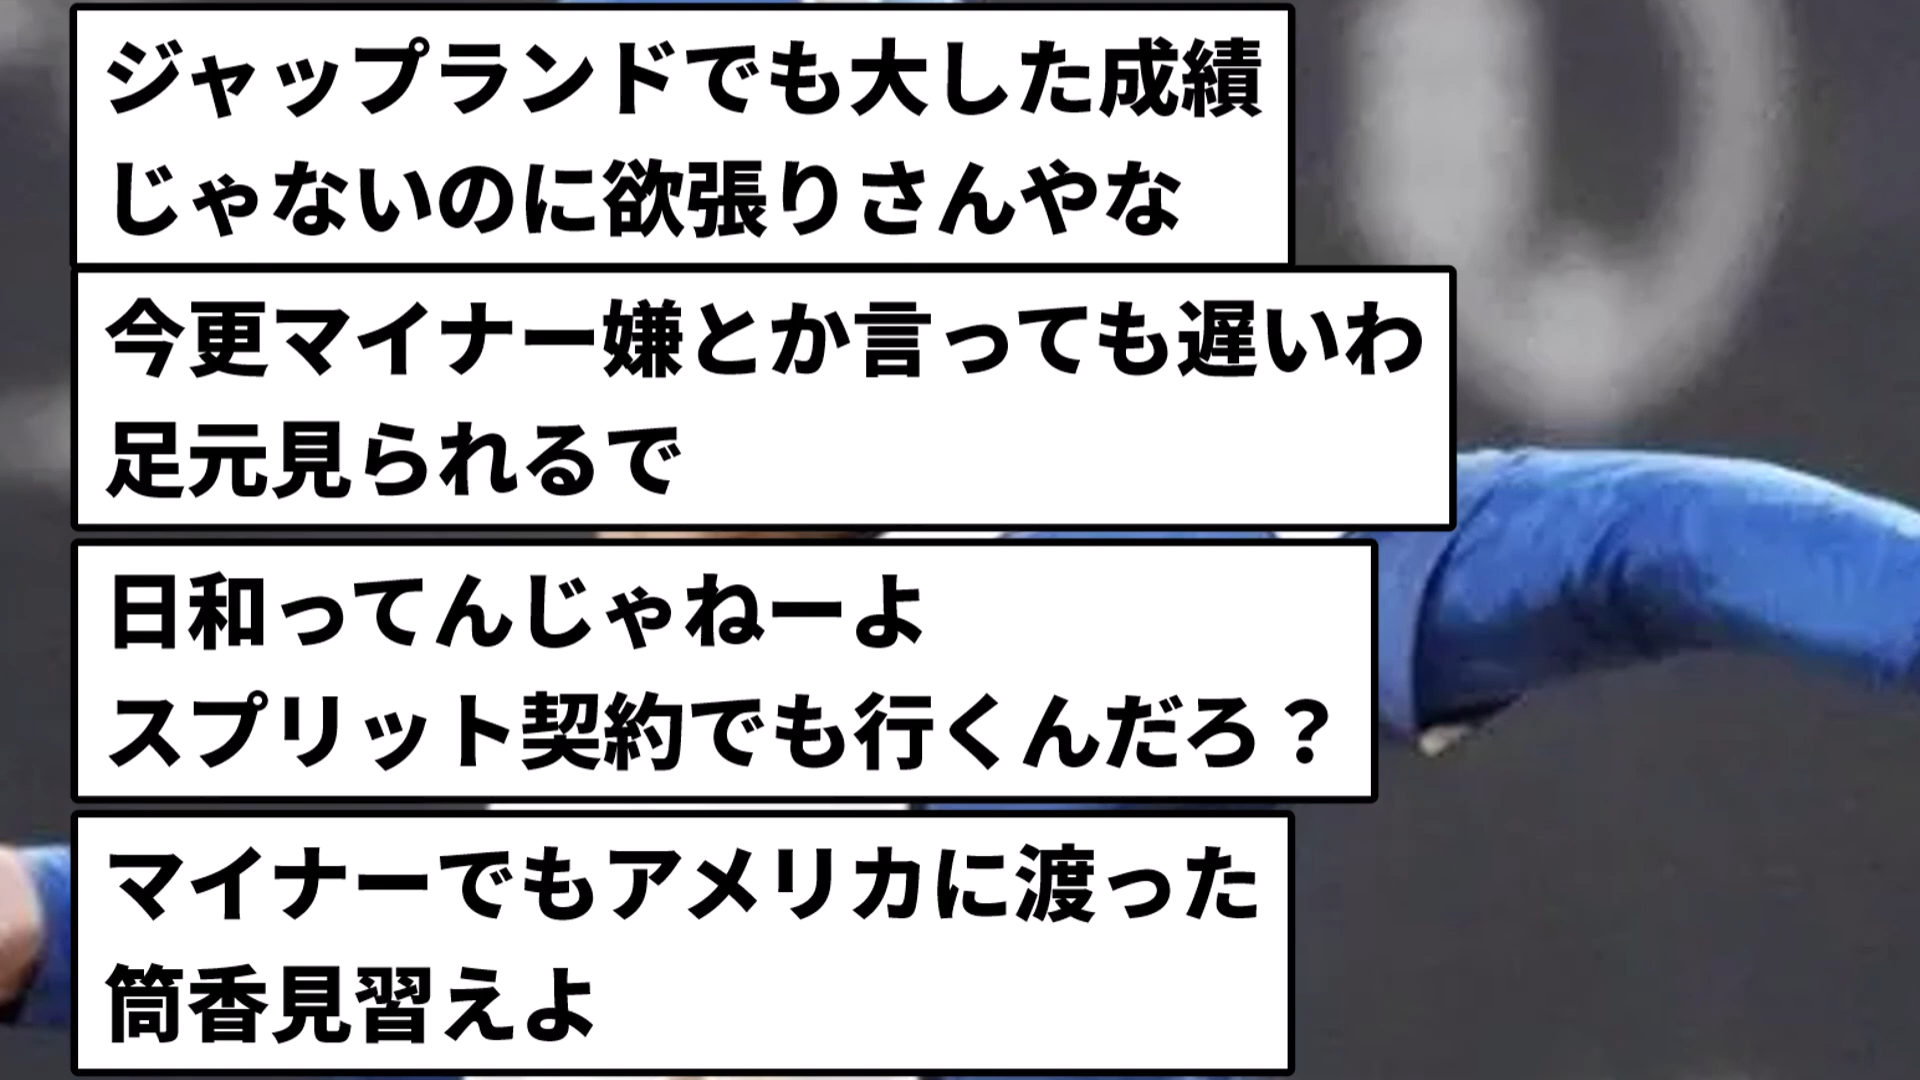 ジャップランドでも大した成績
じゃないのに欲張りさんやな
今更マイナー嫌とか言っても遅いわ
足元見られるで
日和ってんじゃねーよ
スプリット契約でも行くんだろ？
マイナーでもアメリカに渡った
筒香見習えよ